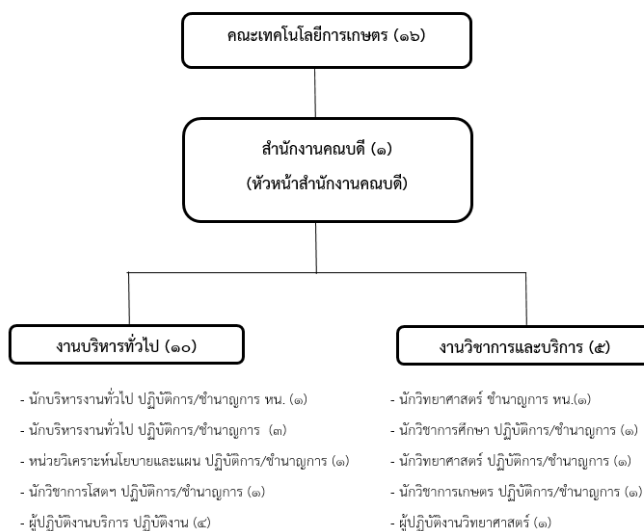 คณะเทคโนโลยีการเกษตร (๑๖)
สำนักงานคณบดี (๑)
(หัวหน้าสำนักงานคณบดี)
งานบริหารทั่วไป (๑๐)
- นักบริหารงานทั่วไป ปฏิบัติการ/ชำนาญการ หน. (๑)
- นักบริหารงานทั่วไป ปฏิบัติการ/ชำนาญการ (๓)
- หน่วยวิเคราะห์นโยบายและแผน ปฏิบัติการ/ชำนาญการ (๑)
- นักวิชาการโสตฯ ปฏิบัติการ/ชำนาญการ (๑)
- ผู้ปฏิบัติงานบริการ ปฏิบัติงาน (๔)
งานวิชาการและบริการ (๕)
- นักวิทยาศาสตร์ ชำนาญการ หน.(๑)
- นักวิชาการศึกษา ปฏิบัติการ/ชำนาญการ (๑)
- นักวิทยาศาสตร์ ปฏิบัติการ/ชำนาญการ (๑)
- นักวิชาการเกษตร ปฏิบัติการ/ชำนาญการ (๑)
- ผู้ปฏิบัติงานวิทยาศาสตร์ (๑)